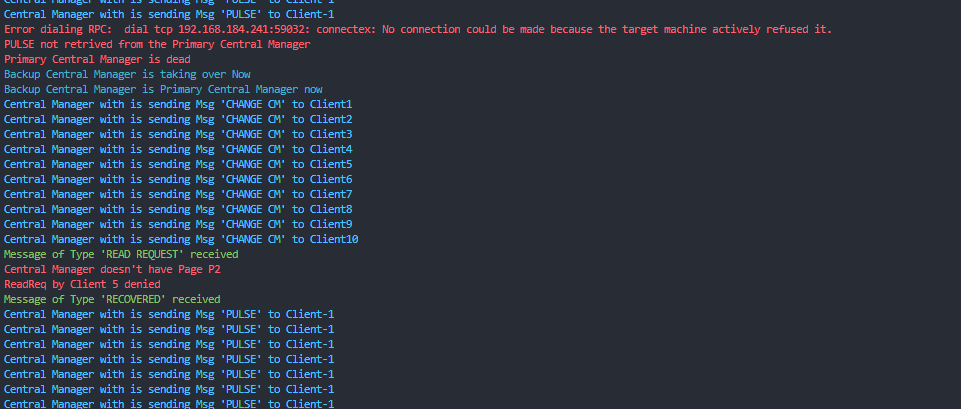 Central Manager with is sending Msg 'PULSE' to Client-1
Central Manager with is sending Msg 'PULSE' to Client-1
Error dialing RPC:  dial tcp 192.168.184.241:59032: connectex: No connection could be made because the target machine actively refused it.
PULSE not retrived from the Primary Central Manager
Primary Central Manager is dead
Backup Central Manager is taking over Now
Backup Central Manager is Primary Central Manager now
Central Manager with is sending Msg 'CHANGE CM' to Client1
Central Manager with is sending Msg 'CHANGE CM' to Client2
Central Manager with is sending Msg 'CHANGE CM' to Client3
Central Manager with is sending Msg 'CHANGE CM' to Client4
Central Manager with is sending Msg 'CHANGE CM' to Client5
Central Manager with is sending Msg 'CHANGE CM' to Client6
Central Manager with is sending Msg 'CHANGE CM' to Client7
Central Manager with is sending Msg 'CHANGE CM' to Client8
Central Manager with is sending Msg 'CHANGE CM' to Client9
Central Manager with is sending Msg 'CHANGE CM' to Client10
Message of Type 'READ REQUEST' received
Central Manager doesn't have Page P2
ReadReq by Client 5 denied
Message of Type 'RECOVERED' received
Central Manager with is sending Msg 'PULSE' to Client-1
Central Manager with is sending Msg 'PULSE' to Client-1
Central Manager with is sending Msg 'PULSE' to Client-1
Central Manager with is sending Msg 'PULSE' to Client-1
Central Manager with is sending Msg 'PULSE' to Client-1
Central Manager with is sending Msg 'PULSE' to Client-1
Central Manager with is sending Msg 'PULSE' to Client-1